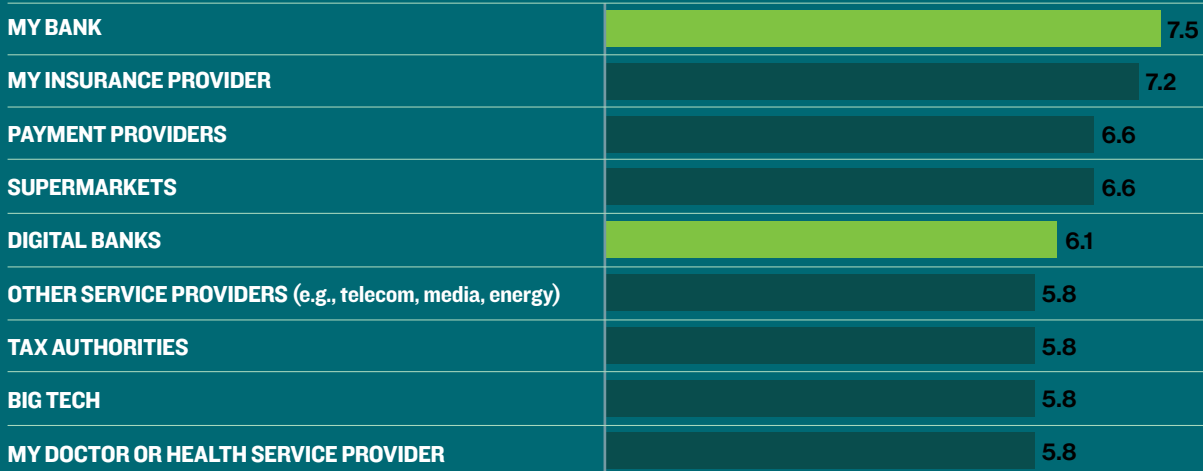 MY BANK 7.5
MY INSURANCE PROVIDER 7.2
PAYMENT PROVIDERS 6.6
SUPERMARKETS 6.6
DIGITAL BANKS 6.1
OTHER SERVICE PROVIDERS (e.g., telecom, media, energy) 5.8
TAX AUTHORITIES 5.8
BIG TECH 5.8
MY DOCTOR OR HEALTH SERVICE PROVIDER 5.8